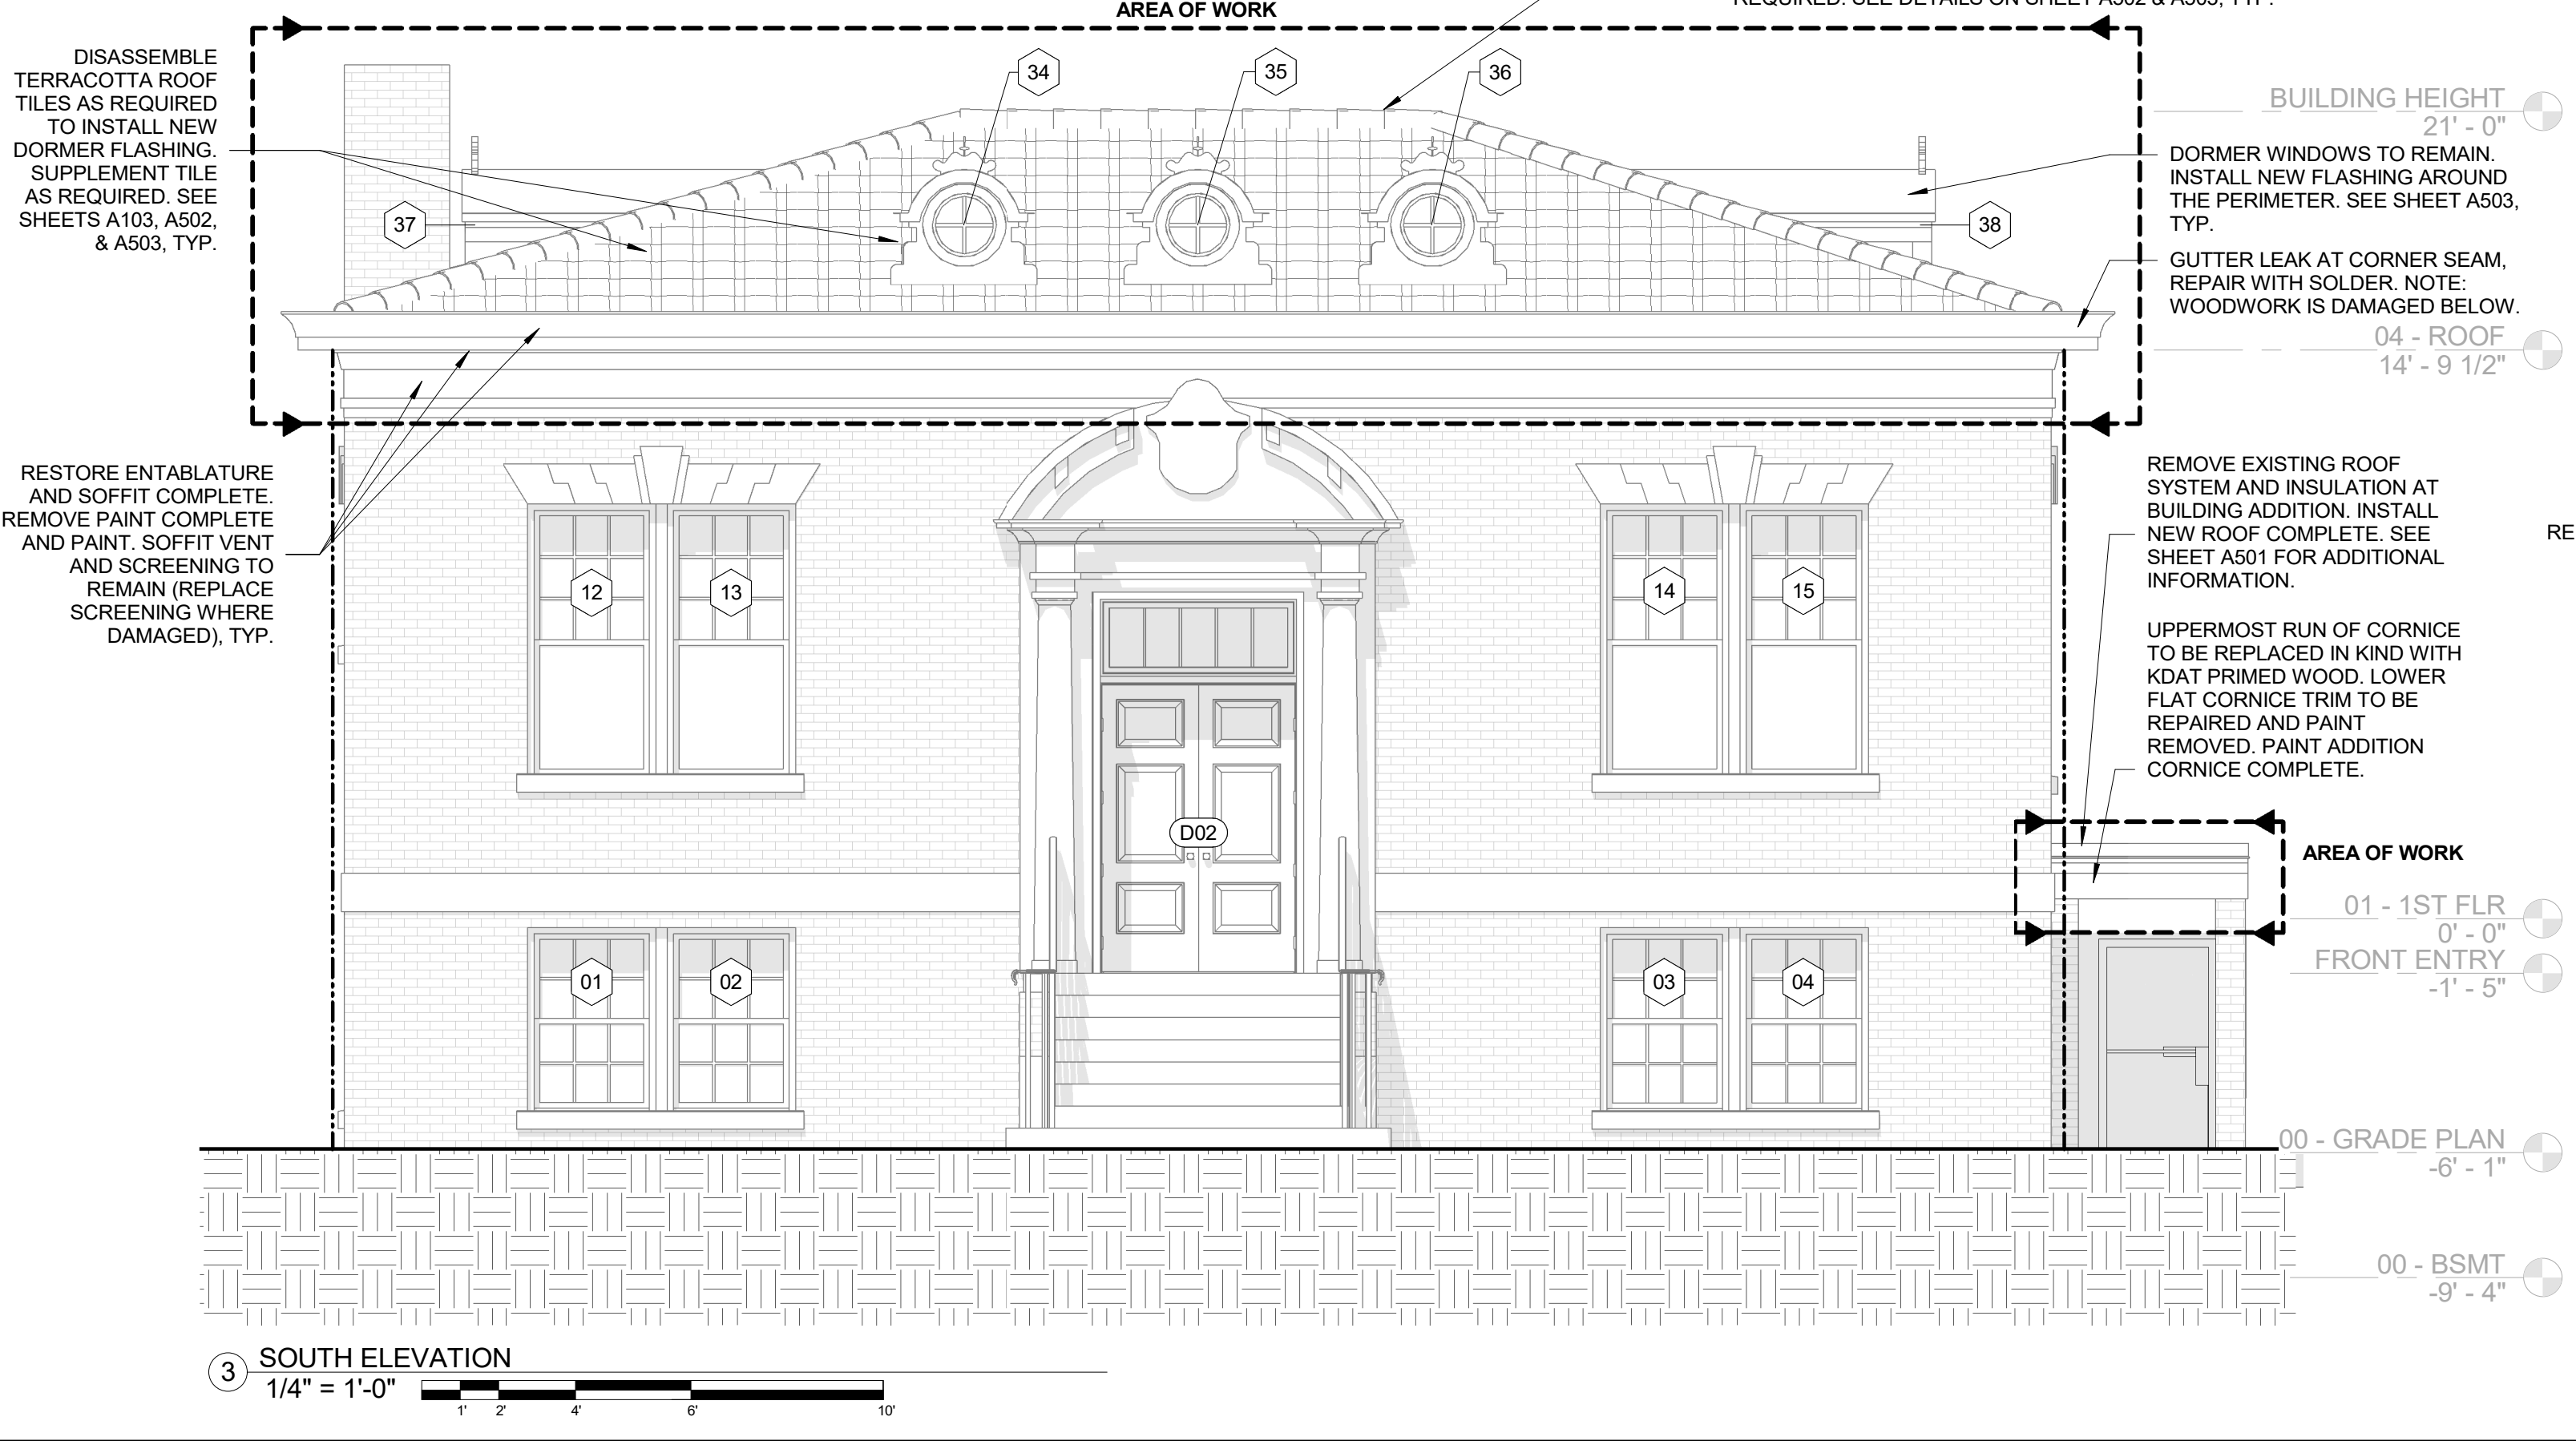 AREA OF WORK
REQUIRED. SEE DETAILS ON SHEET A502 & A503, TYP.
DISASSEMBLE
TERRACOTTA ROOF
TILES AS REQUIRED
TO INSTALL NEW
DORMER FLASHING.
SUPPLEMENT TILE
AS REQUIRED. SEE
SHEETS A103, A502,
& A503, TYP.
34
35
36
37
38
BUILDING HEIGHT
21' - 0"
DORMER WINDOWS TO REMAIN.
INSTALL NEW FLASHING AROUND
THE PERIMETER. SEE SHEET A503,
TYP.
GUTTER LEAK AT CORNER SEAM,
REPAIR WITH SOLDER. NOTE:
WOODWORK IS DAMAGED BELOW.
04 - ROOF
14' - 9 1/2"
RESTORE ENTABLATURE
AND SOFFIT COMPLETE.
REMOVE PAINT COMPLETE
AND PAINT. SOFFIT VENT
AND SCREENING TO
REMAIN (REPLACE
SCREENING WHERE
DAMAGED), TYP.
12
13
14
15
REMOVE EXISTING ROOF
SYSTEM AND INSULATION AT
BUILDING ADDITION. INSTALL
NEW ROOF COMPLETE. SEE
SHEET A501 FOR ADDITIONAL
INFORMATION.
RE
UPPERMOST RUN OF CORNICE
TO BE REPLACED IN KIND WITH
KDAT PRIMED WOOD. LOWER
FLAT CORNICE TRIM TO BE
REPAIRED AND PAINT
REMOVED. PAINT ADDITION
CORNICE COMPLETE.
D02
AREA OF WORK
01 - 1ST FLR
0' - 0"
FRONT ENTRY
-1' - 5"
01
02
03
04
00 - GRADE PLAN
-6' - 1"
00 - BSMT
-9' - 4"
3
SOUTH ELEVATION
1/4" = 1'-0"
1'
2'
4'
6'
10'